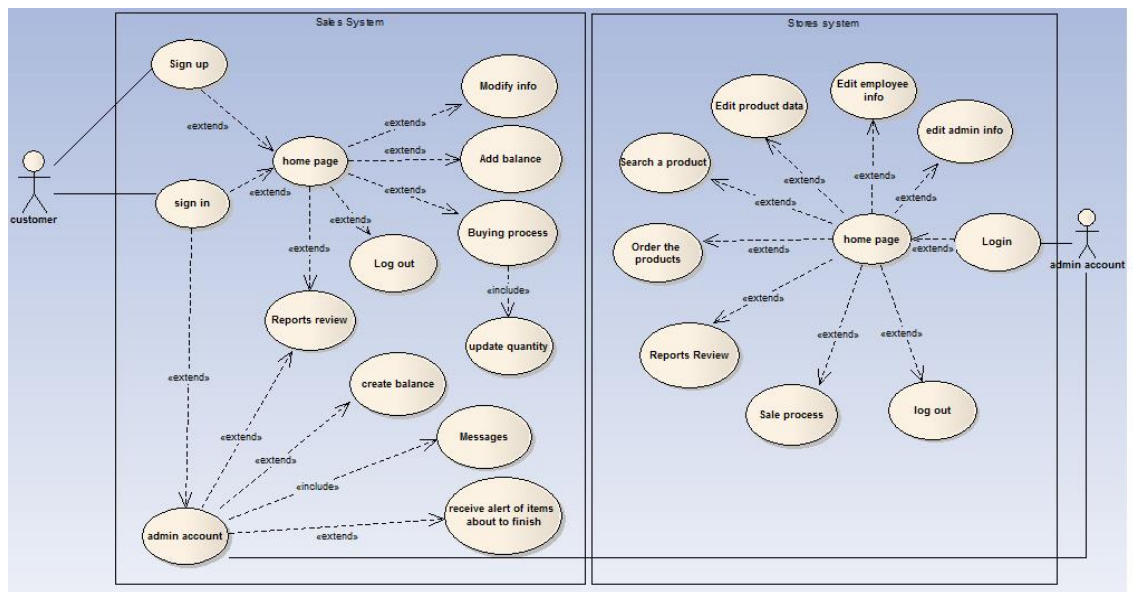 Sales System
Stores system
Sign up
Modify info
Edit employee
info
Edit product data
«extend»
«extend»
edit admin info
«extend»
«extend»
home page
«extend»
Add balance
Search a product
«extend»
«extend»
«extend»
«extend»
customer
sign in
«extend»
«extend»
«extend»
Buying process
Order the
products
«extend»
home page
«extend»
Login
admin account
«extend»
Log out
«include»
«extend»
Reports review
update quantity
Reports Review
«extend»
«extend»
«extend»
create balance
Sale process
log out
«extend»
Messages
«extend»
«include»
admin account
receive alert of items
about to finish
«extend»